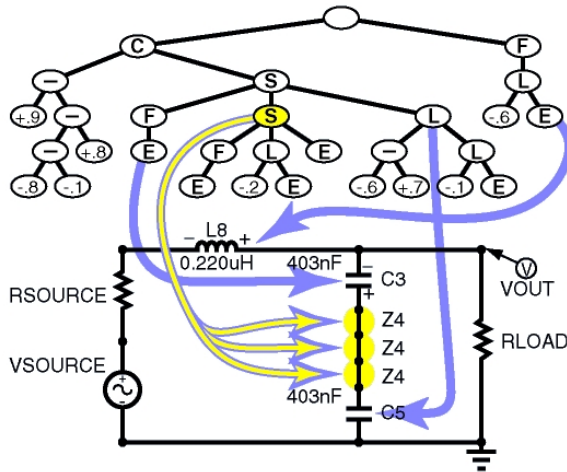 C F
− S L
+.9 − F S L -.6 E
− +.8 E F L E − L
-.8 -.1 E -.2 E -.6 +.7 -.1 E
− L8 +
0.220uH 403nF − C3
+
V
VOUT
RSOURCE
Z4
Z4
RLOAD
VSOURCE
Z4
+
-
403nF
C5